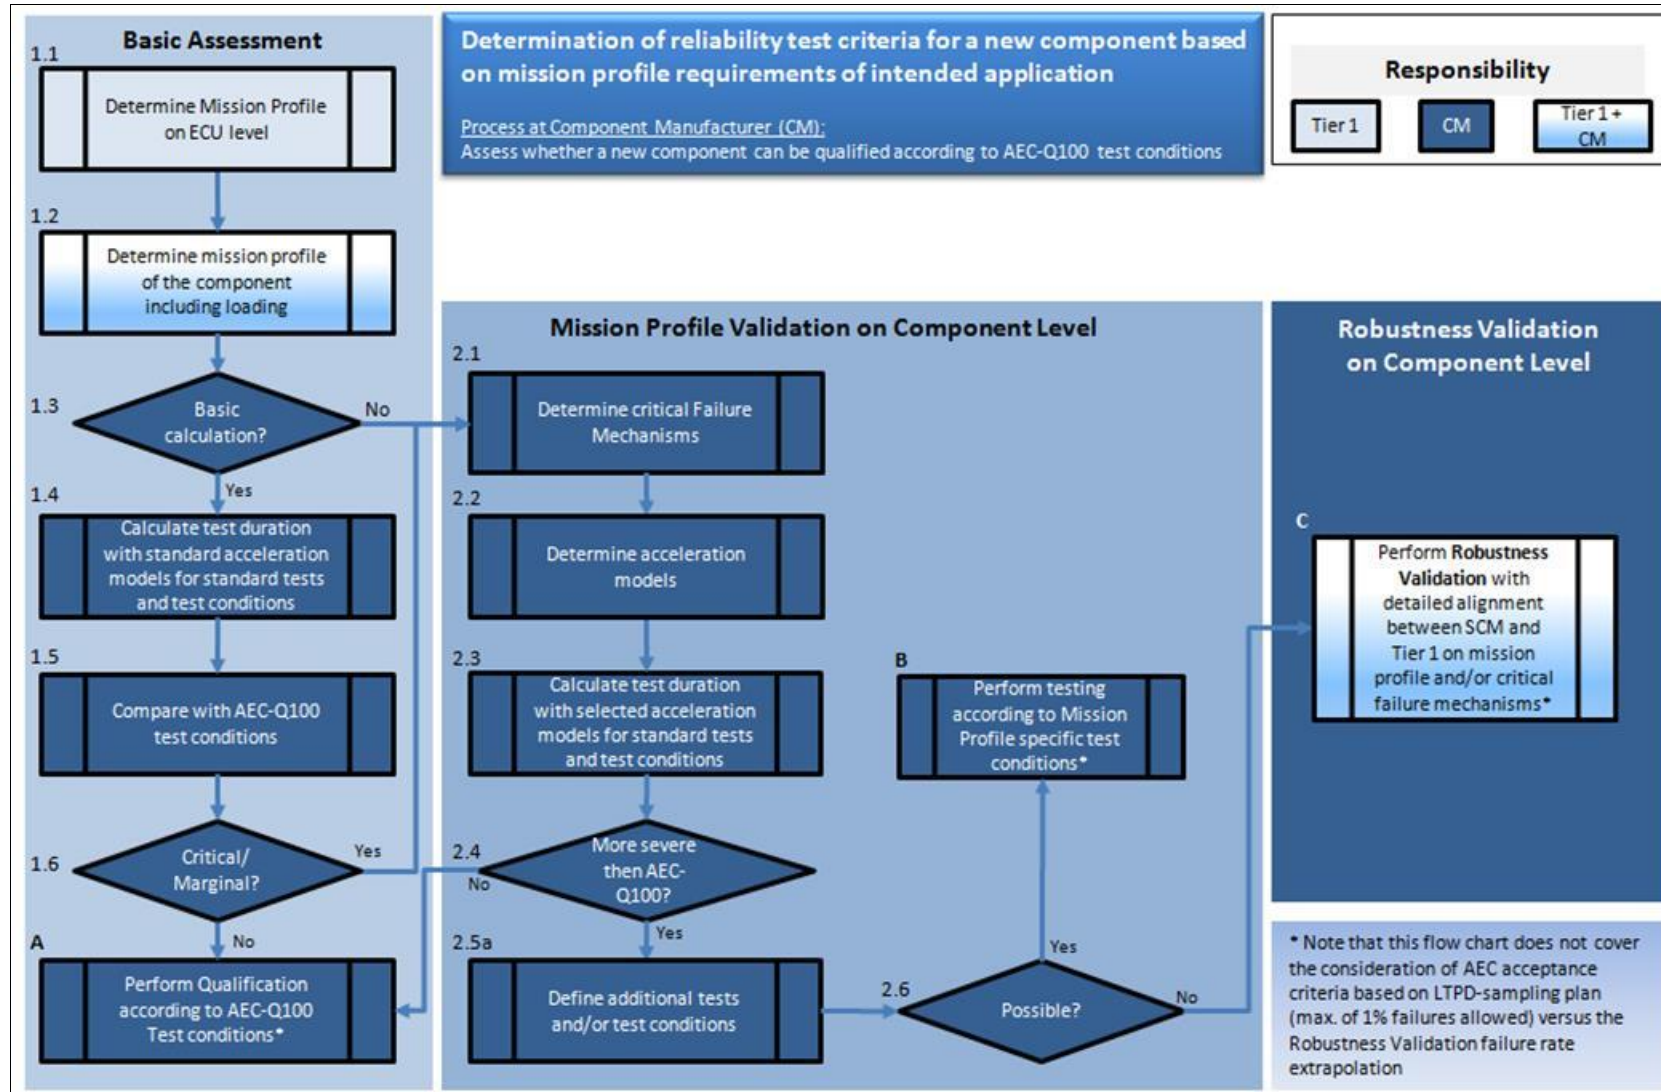 Basic Assessment
1.1
Determine Mission Profile
on ECU level
1.2
Determine mission profile
of the component
including loading
1.3
Basic
calculation?
No
Yes
1.4
Calculate test duration
with standard acceleration
models for standard tests
and test conditions
1.5
Compare with AEC-Q100
test conditions
1.6
Critical/
Marginal?
Yes
No
A
Perform Qualification
according to AEC-Q100
Test conditions*
Determination of reliability test criteria for a new component based
on mission profile requirements of intended application
Process at Component Manufacturer (CM):
Assess whether a new component can be qualified according to AEC-Q100 test conditions
Responsibility
Tier 1
CM
Tier 1 +
CM
Mission Profile Validation on Component Level
2.1
Determine critical Failure
Mechanisms
2.2
Determine acceleration
models
2.3
Calculate test duration
with selected acceleration
models for standard tests
and test conditions
2.4
More severe
then AEC-
Q100?
No
Yes
2.5a
Define additional tests
and/or test conditions
B
Perform testing
according to Mission
Profile specific test
conditions*
2.6
Possible?
Yes
No
Robustness Validation
on Component Level
C
Perform Robustness
Validation with
detailed alignment
between SCM and
Tier 1 on mission
profile and/or critical
failure mechanisms*
* Note that this flow chart does not cover
the consideration of AEC acceptance
criteria based on LTPD-sampling plan
(max. of 1% failures allowed) versus the
Robustness Validation failure rate
extrapolation